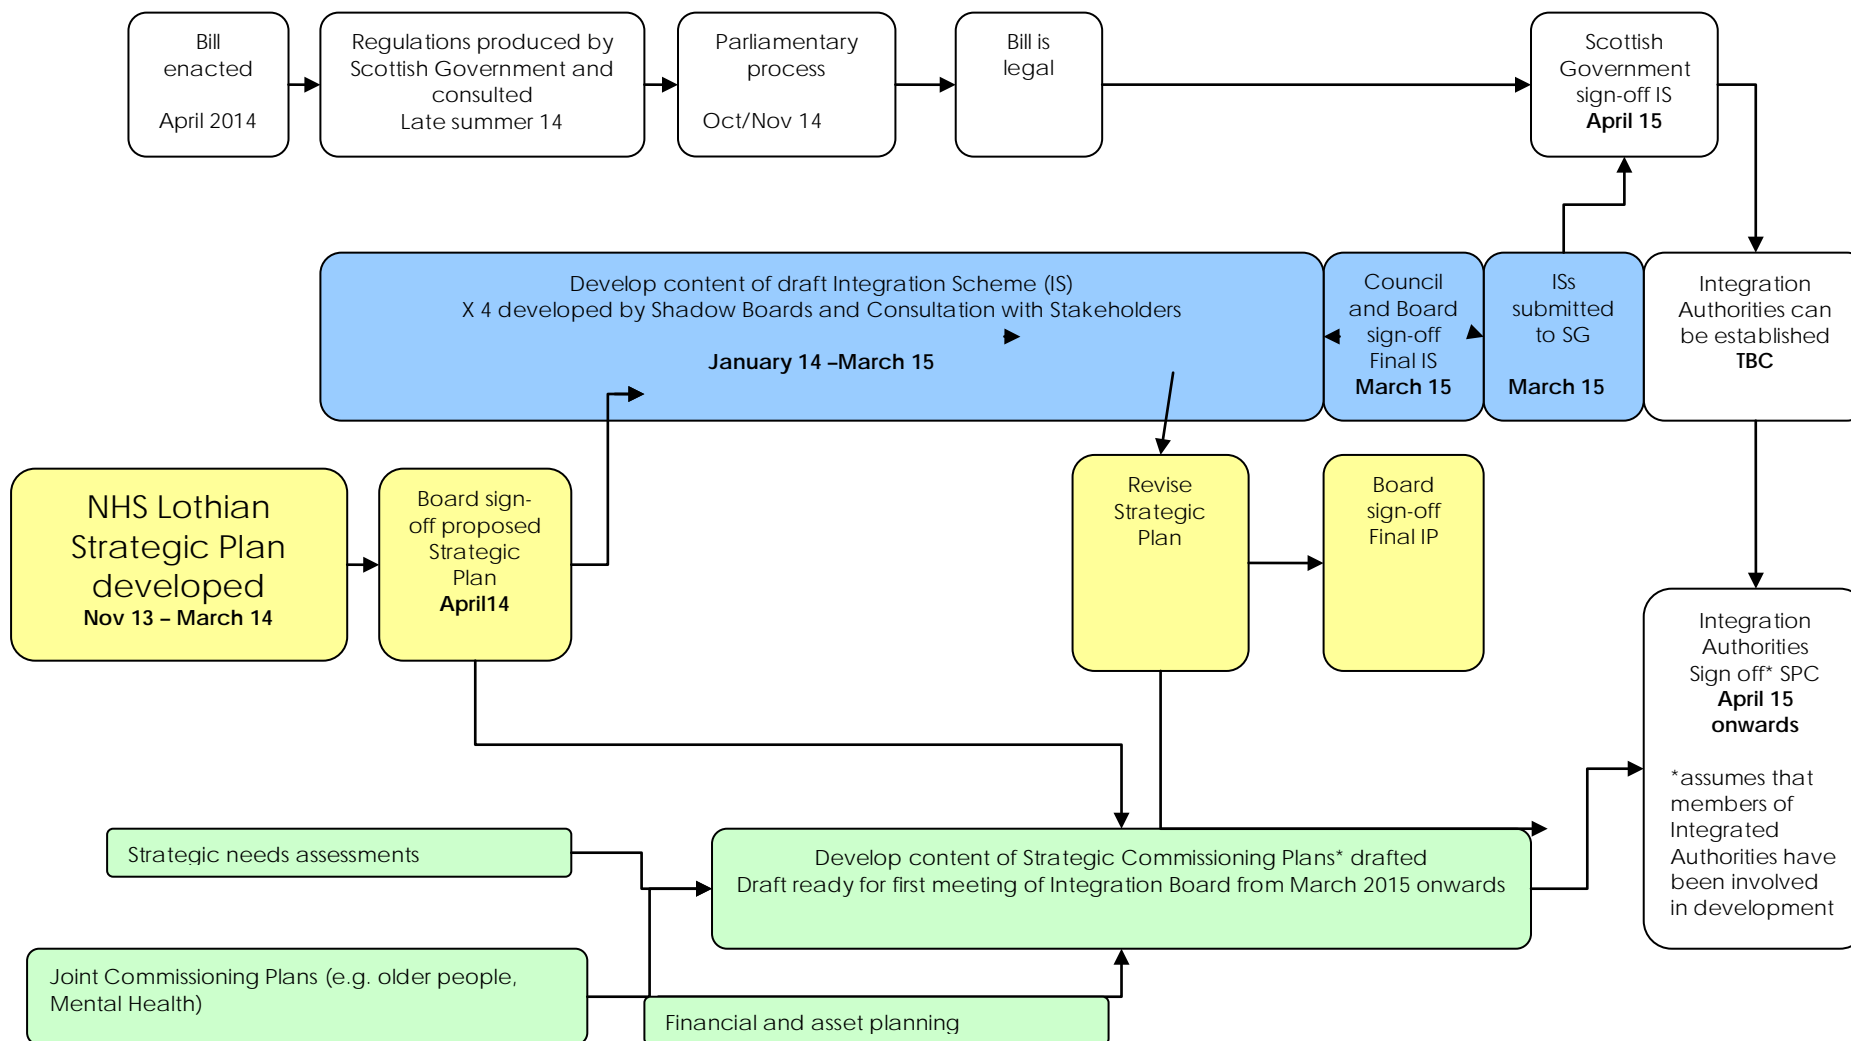 Bill
enacted
April 2014
Regulations produced by
Scottish Government and
consulted
Late summer 14
Parliamentary
process
Oct/Nov 14
Bill is
legal
Scottish
Government
sign-off IS
April 15
Develop content of draft Integration Scheme (IS)
X 4 developed by Shadow Boards and Consultation with Stakeholders
January 14 –March 15
Council
and Board
sign-off
Final IS
March 15
ISs
submitted
to SG
March 15
Integration
Authorities can
be established
TBC
NHS Lothian
Strategic Plan
developed
Nov 13 – March 14
Board sign-
off proposed
Strategic
Plan
April14
Revise
Strategic
Plan
Board
sign-off
Final IP
Integration
Authorities
Sign off* SPC
April 15
onwards
*assumes that
members of
Integrated
Authorities have
been involved
in development
Strategic needs assessments
Develop content of Strategic Commissioning Plans* drafted
Draft ready for first meeting of Integration Board from March 2015 onwards
Joint Commissioning Plans (e.g. older people,
Mental Health)
Financial and asset planning